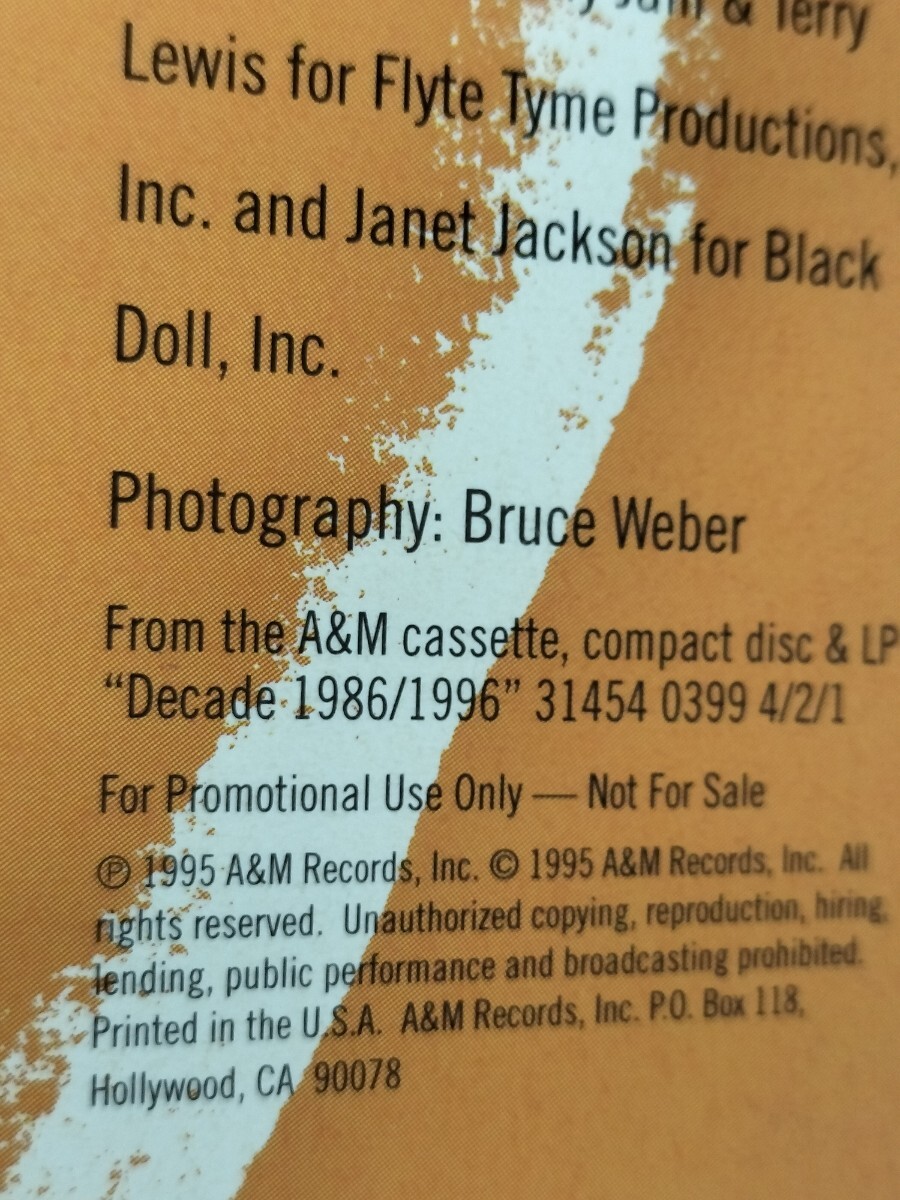 & Terry
Lewis for Flyte Tyme Productions,
Inc. and Janet Jackson for Black
Doll, Inc.
Photography: Bruce Weber
From the A&M cassette, compact disc & LP
“Decade 1986/1996” 31454 0399 4/2/1
For Promotional Use Only — Not For Sale
℗ 1995 A&M Records, Inc. © 1995 A&M Records, Inc. All
rights reserved. Unauthorized copying, reproduction, hiring,
lending, public performance and broadcasting prohibited.
Printed in the U.S.A. A&M Records, Inc. P.O. Box 118,
Hollywood, CA 90078